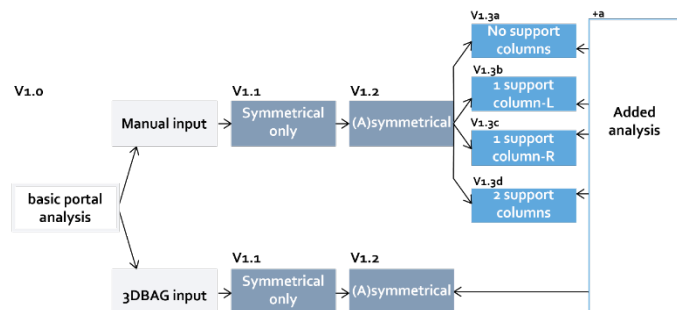 V1.0
basic portal
analysis
Manual input
V1.1
Symmetrical
only
V1.2
(A)symmetrical
V1.3a
No support
columns
V1.3b
1 support
column-L
V1.3c
1 support
column-R
V1.3d
2 support
columns
+a
Added
analysis
3DBAG input
V1.1
Symmetrical
only
V1.2
(A)symmetrical